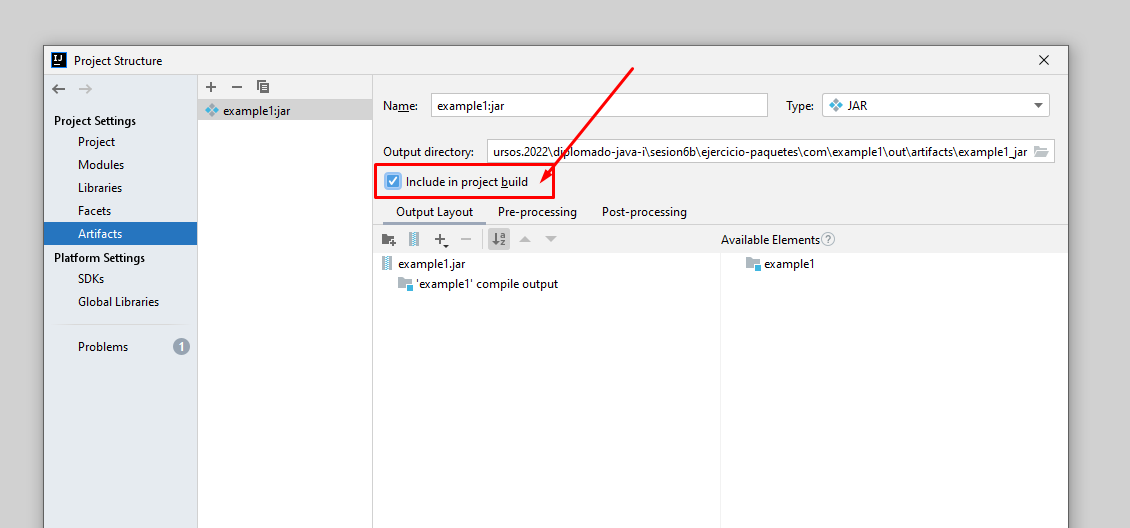 IJ Project Structure
Project Settings
Project
Modules
Libraries
Facets
Artifacts
Platform Settings
SDKs
Global Libraries
Problems 1
example1:jar
Name: example1:jar Type: JAR
Output directory: ursos.2022\diplomado-java-i\sesion6b\ejercicio-paquetes\com\example1\out\artifacts\example1_jar
Include in project build
Output Layout Pre-processing Post-processing
a z Available Elements ?
example1.jar
'example1' compile output
example1